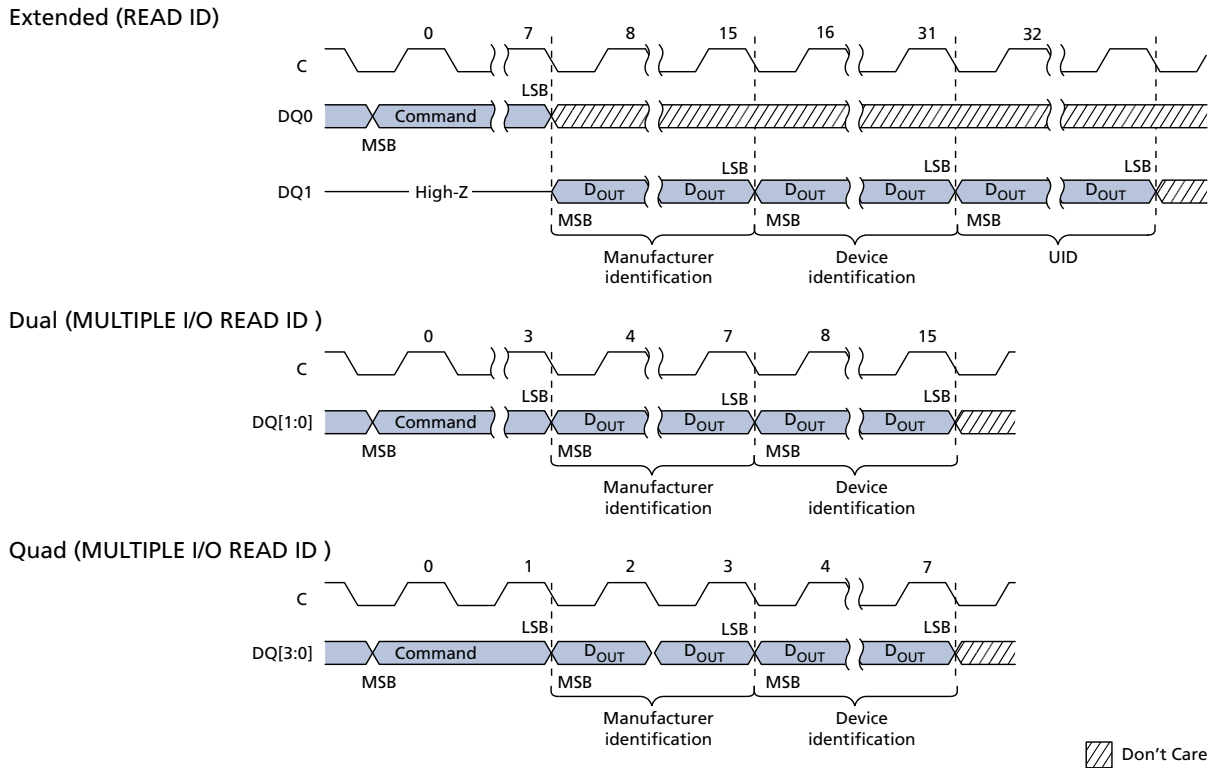 Extended (READ ID)
0 7 8 15 16 31 32
C
LSB
DQ0 Command
MSB
LSB LSB LSB
DQ1 High-Z DOUT DOUT DOUT DOUT DOUT DOUT
MSB MSB MSB
Manufacturer identification
Device identification
UID
Dual (MULTIPLE I/O READ ID )
0 3 4 7 8 15
C
LSB LSB LSB
DQ[1:0] Command DOUT DOUT DOUT DOUT
MSB MSB MSB
Manufacturer identification
Device identification
Quad (MULTIPLE I/O READ ID )
0 1 2 3 4 7
C
LSB LSB LSB
DQ[3:0] Command DOUT DOUT DOUT DOUT
MSB MSB MSB
Manufacturer identification
Device identification
Don't Care